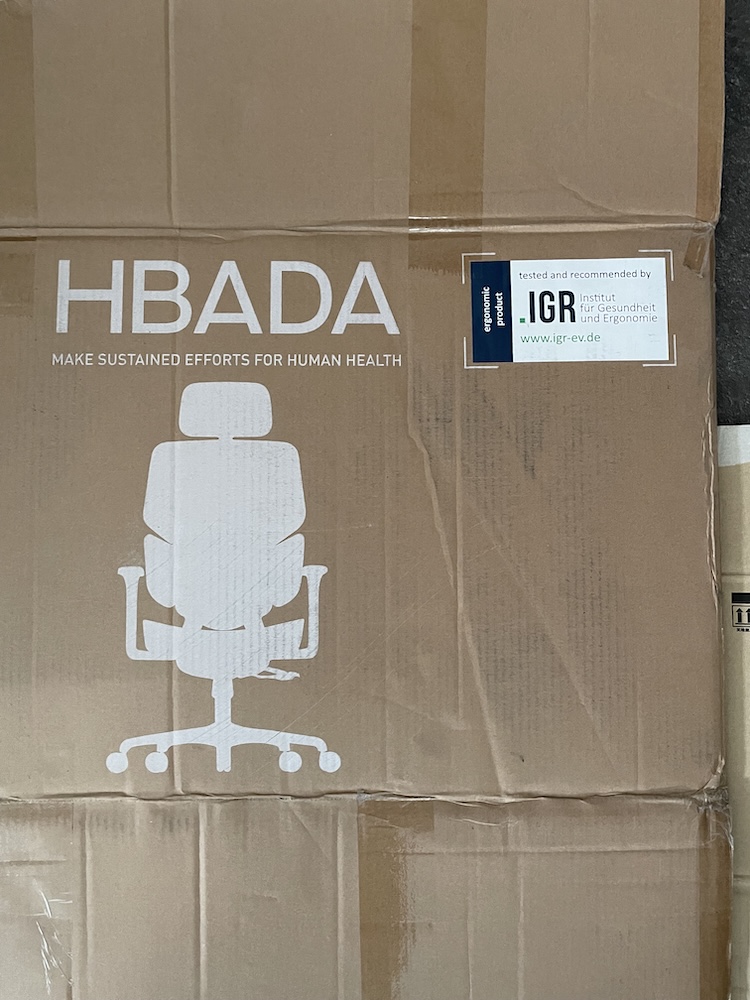 HBADA
MAKE SUSTAINED EFFORTS FOR HUMAN HEALTH
ergonomic
product
tested and recommended by
.IGR
Institut
für Gesundheit
und Ergonomie
www.igr-ev.de